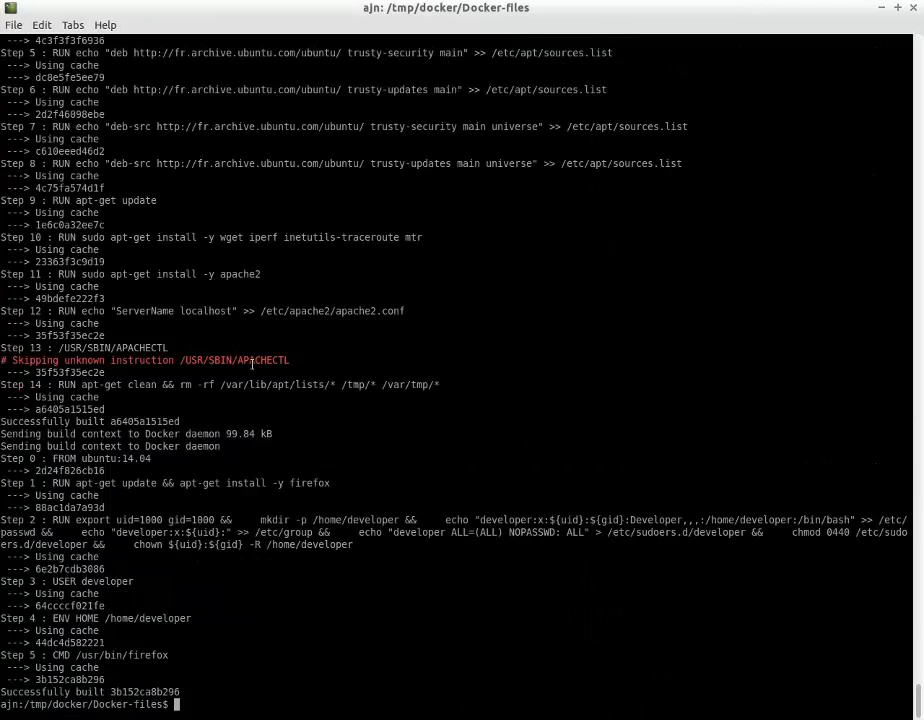 ajn: /tmp/docker/Docker-files
File Edit Tabs Help
---> 4c3f3f3f6936
Step 5 : RUN echo "deb http://fr.archive.ubuntu.com/ubuntu/ trusty-security main" >> /etc/apt/sources.list
---> Using cache
---> dc8e5fe5ee79
Step 6 : RUN echo "deb http://fr.archive.ubuntu.com/ubuntu/ trusty-updates main" >> /etc/apt/sources.list
---> Using cache
---> 2d2f46098ebe
Step 7 : RUN echo "deb-src http://fr.archive.ubuntu.com/ubuntu/ trusty-security main universe" >> /etc/apt/sources.list
---> Using cache
---> c610eeed46d2
Step 8 : RUN echo "deb-src http://fr.archive.ubuntu.com/ubuntu/ trusty-updates main universe" >> /etc/apt/sources.list
---> Using cache
---> 4c75fa574d1f
Step 9 : RUN apt-get update
---> Using cache
---> 1e6c0a32ee7c
Step 10 : RUN sudo apt-get install -y wget iperf inetutils-traceroute mtr
---> Using cache
---> 23363f3c9d19
Step 11 : RUN sudo apt-get install -y apache2
---> Using cache
---> 49bdefe222f3
Step 12 : RUN echo "ServerName localhost" >> /etc/apache2/apache2.conf
---> Using cache
---> 35f53f35ec2e
Step 13 : /USR/SBIN/APACHECTL
# Skipping unknown instruction /USR/SBIN/APACHECTL
---> 35f53f35ec2e
Step 14 : RUN apt-get clean && rm -rf /var/lib/apt/lists/* /tmp/* /var/tmp/*
---> Using cache
---> a6405a1515ed
Successfully built a6405a1515ed
Sending build context to Docker daemon 99.84 kB
Sending build context to Docker daemon
Step 0 : FROM ubuntu:14.04
---> 2d24f826cb16
Step 1 : RUN apt-get update && apt-get install -y firefox
---> Using cache
---> 88ac1da7a93d
Step 2 : RUN export uid=1000 gid=1000 &&     mkdir -p /home/developer &&     echo "developer:x:${uid}:${gid}:Developer,,,:/home/developer:/bin/bash" >> /etc/
passwd &&     echo "developer:x:${uid}:" >> /etc/group &&     echo "developer ALL=(ALL) NOPASSWD: ALL" > /etc/sudoers.d/developer &&     chmod 0440 /etc/sudo
ers.d/developer &&     chown ${uid}:${gid} -R /home/developer
---> Using cache
---> 6e2b7cdb3086
Step 3 : USER developer
---> Using cache
---> 64ccccf021fe
Step 4 : ENV HOME /home/developer
---> Using cache
---> 44dc4d582221
Step 5 : CMD /usr/bin/firefox
---> Using cache
---> 3b152ca8b296
Successfully built 3b152ca8b296
ajn:/tmp/docker/Docker-files$